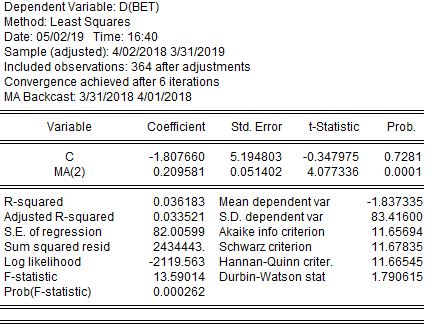 Dependent Variable: D(BET)
Method: Least Squares
Date: 05/02/19 Time: 16:40
Sample (adjusted): 4/02/2018 3/31/2019
Included observations: 364 after adjustments
Convergence achieved after 6 iterations
MA Backcast: 3/31/2018 4/01/2018
Variable Coefficient Std. Error t-Statistic Prob.
C -1.807660 5.194803 -0.347975 0.7281
MA(2) 0.209581 0.051402 4.077336 0.0001
R-squared 0.036183 Mean dependent var -1.837335
Adjusted R-squared 0.033521 S.D. dependent var 83.41600
S.E. of regression 82.00599 Akaike info criterion 11.65694
Sum squared resid 2434443. Schwarz criterion 11.67835
Log likelihood -2119.563 Hannan-Quinn criter. 11.66545
F-statistic 13.59014 Durbin-Watson stat 1.790615
Prob(F-statistic) 0.000262